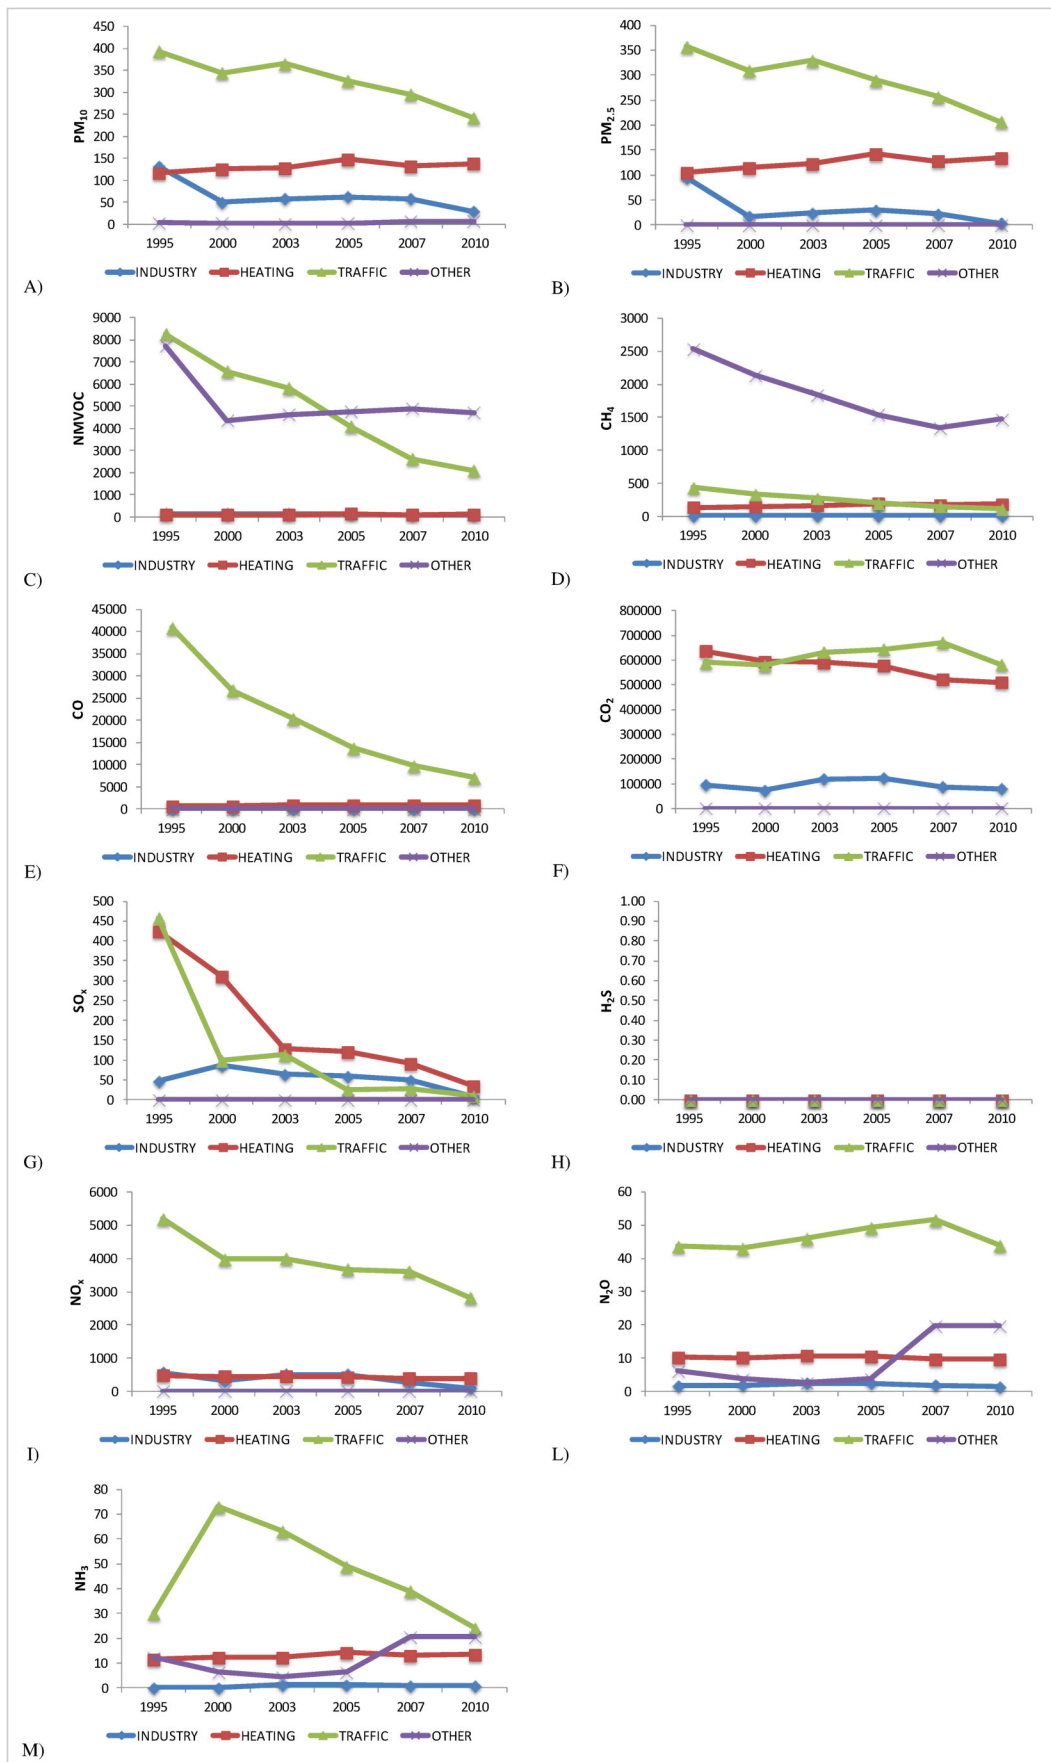 450
400
350
300
250
200
150
100
50
0
PM10
1995 2000 2003 2005 2007 2010
INDUSTRY HEATING TRAFFIC OTHER
A)
400
350
300
250
200
150
100
50
0
PM2.5
1995 2000 2003 2005 2007 2010
INDUSTRY HEATING TRAFFIC OTHER
B)
9000
8000
7000
6000
5000
4000
3000
2000
1000
0
NMVOC
1995 2000 2003 2005 2007 2010
INDUSTRY HEATING TRAFFIC OTHER
C)
3000
2500
2000
1500
1000
500
0
CH4
1995 2000 2003 2005 2007 2010
INDUSTRY HEATING TRAFFIC OTHER
D)
45000
40000
35000
30000
25000
20000
15000
10000
5000
0
CO
1995 2000 2003 2005 2007 2010
INDUSTRY HEATING TRAFFIC OTHER
E)
800000
700000
600000
500000
400000
300000
200000
100000
0
CO2
1995 2000 2003 2005 2007 2010
INDUSTRY HEATING TRAFFIC OTHER
F)
500
450
400
350
300
250
200
150
100
50
0
SOx
1995 2000 2003 2005 2007 2010
INDUSTRY HEATING TRAFFIC OTHER
G)
1.00
0.90
0.80
0.70
0.60
0.50
0.40
0.30
0.20
0.10
0.00
H2S
1995 2000 2003 2005 2007 2010
INDUSTRY HEATING TRAFFIC OTHER
H)
6000
5000
4000
3000
2000
1000
0
NOx
1995 2000 2003 2005 2007 2010
INDUSTRY HEATING TRAFFIC OTHER
I)
60
50
40
30
20
10
0
N2O
1995 2000 2003 2005 2007 2010
INDUSTRY HEATING TRAFFIC OTHER
L)
80
70
60
50
40
30
20
10
0
NH3
1995 2000 2003 2005 2007 2010
INDUSTRY HEATING TRAFFIC OTHER
M)